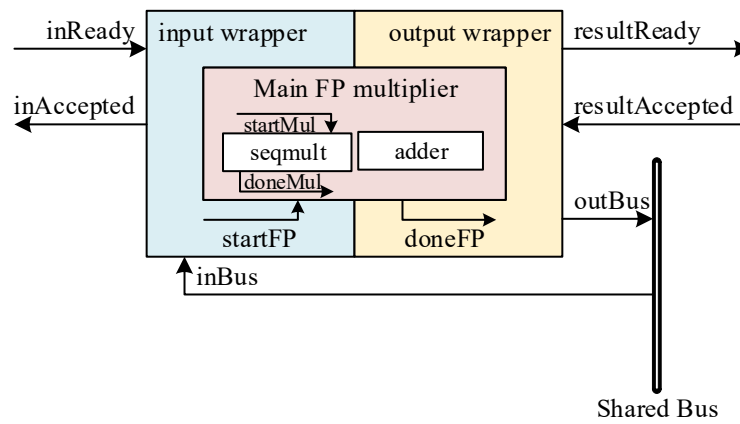 inReady
input wrapper
output wrapper
resultReady
Main FP multiplier
inAccepted
resultAccepted
startMul
seqmult
adder
doneMul
outBus
startFP
doneFP
inBus
Shared Bus